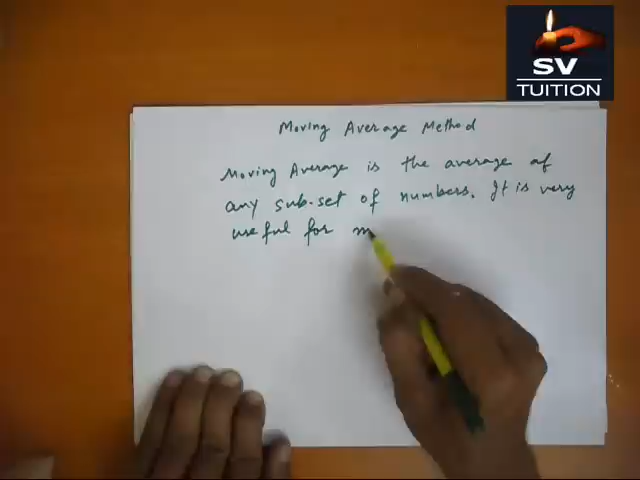 SV
TUITION
Moving Average Method
Moving Average is the average of
any sub-set of numbers. It is very
useful for m